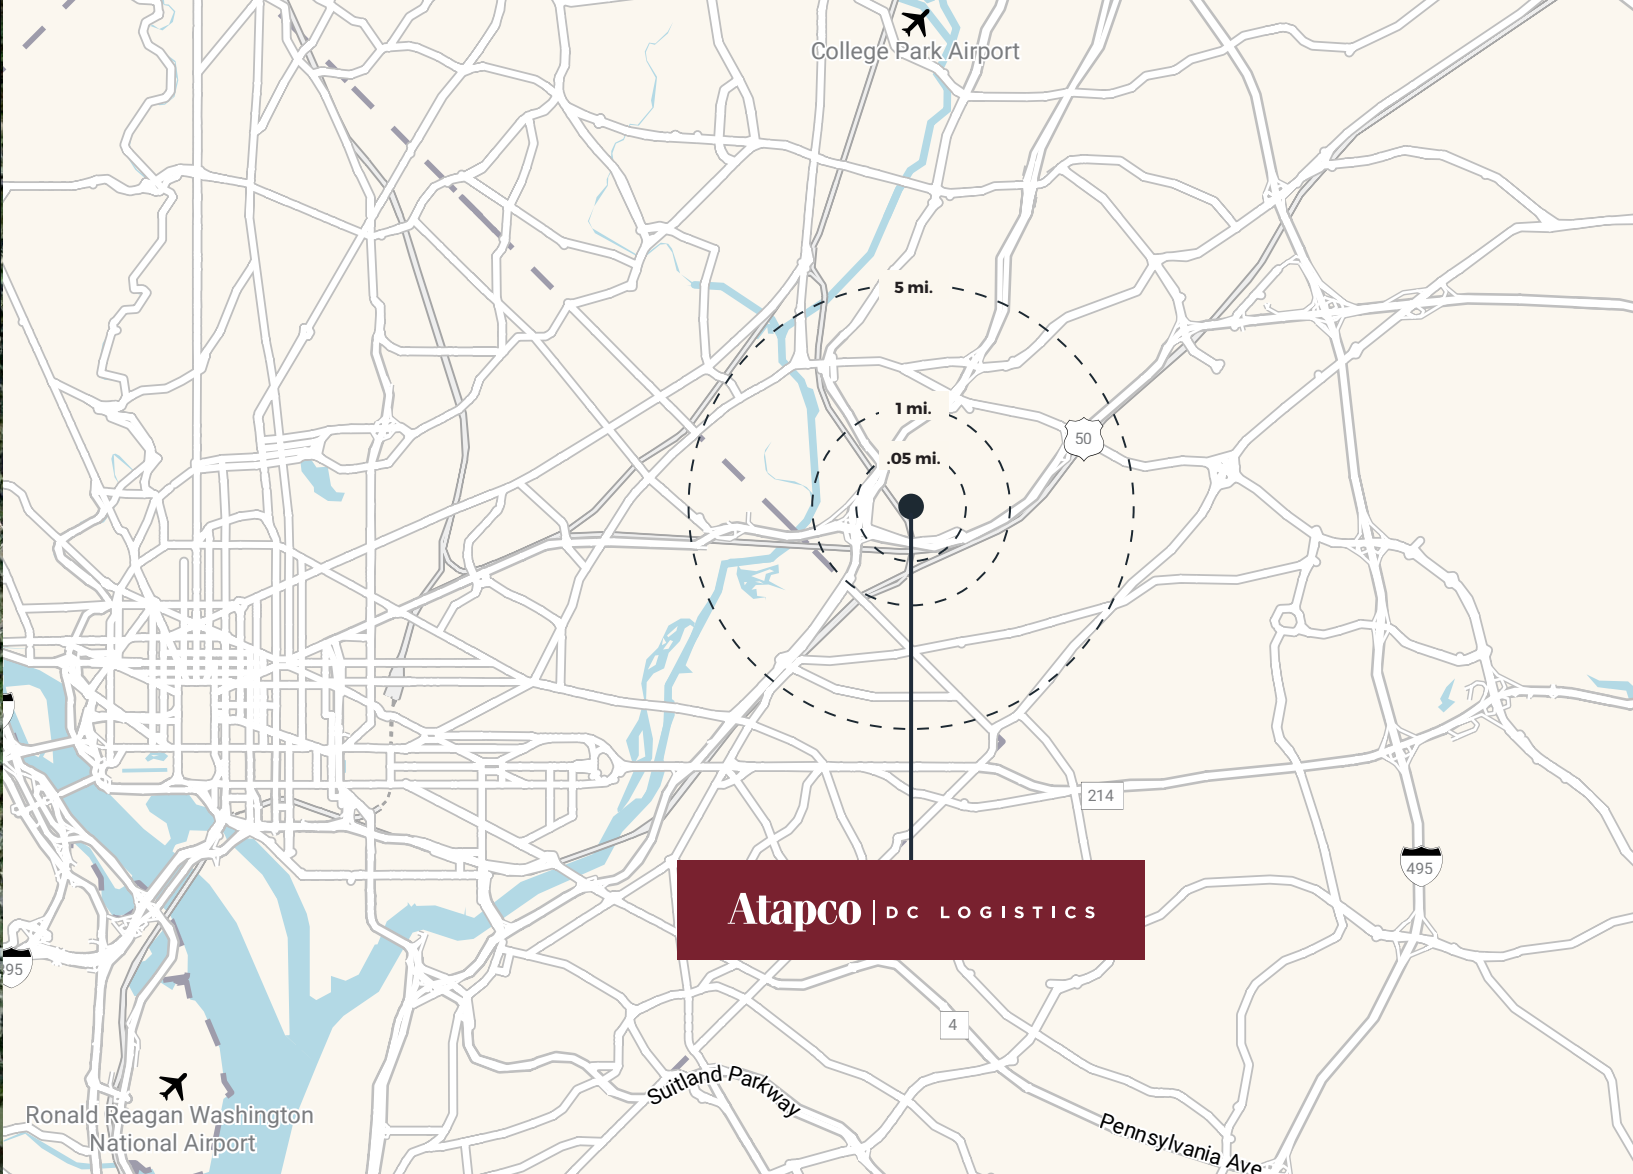 College Park Airport
5 mi.
1 mi.
50
.05 mi.
214
495
Atapco | DC LOGISTICS
95
4
Suitland Parkway
Ronald Reagan Washington
National Airport
Pennsylvania Ave